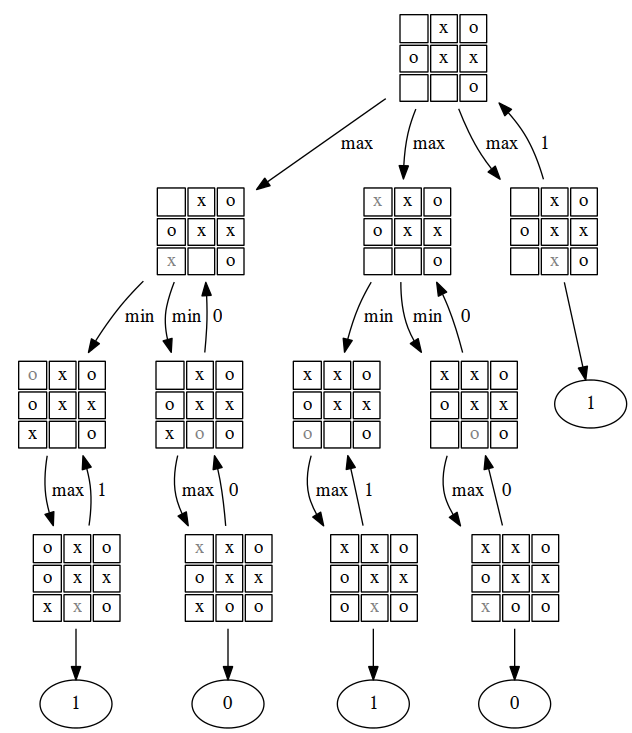 x o
o x x
o
max max max 1
x o
o x x
x o
x x o
o x x
o
x o
o x x
x o
min min 0 min min 0
o x o
o x x
x o
x o
o x x
x o o
x x o
o x x
o o
x x o
o x x
o o
1
max 1 max 0 max 1 max 0
o x o
o x x
x x o
x x o
o x x
x o o
x x o
o x x
o x o
x x o
o x x
x o o
1 0 1 0